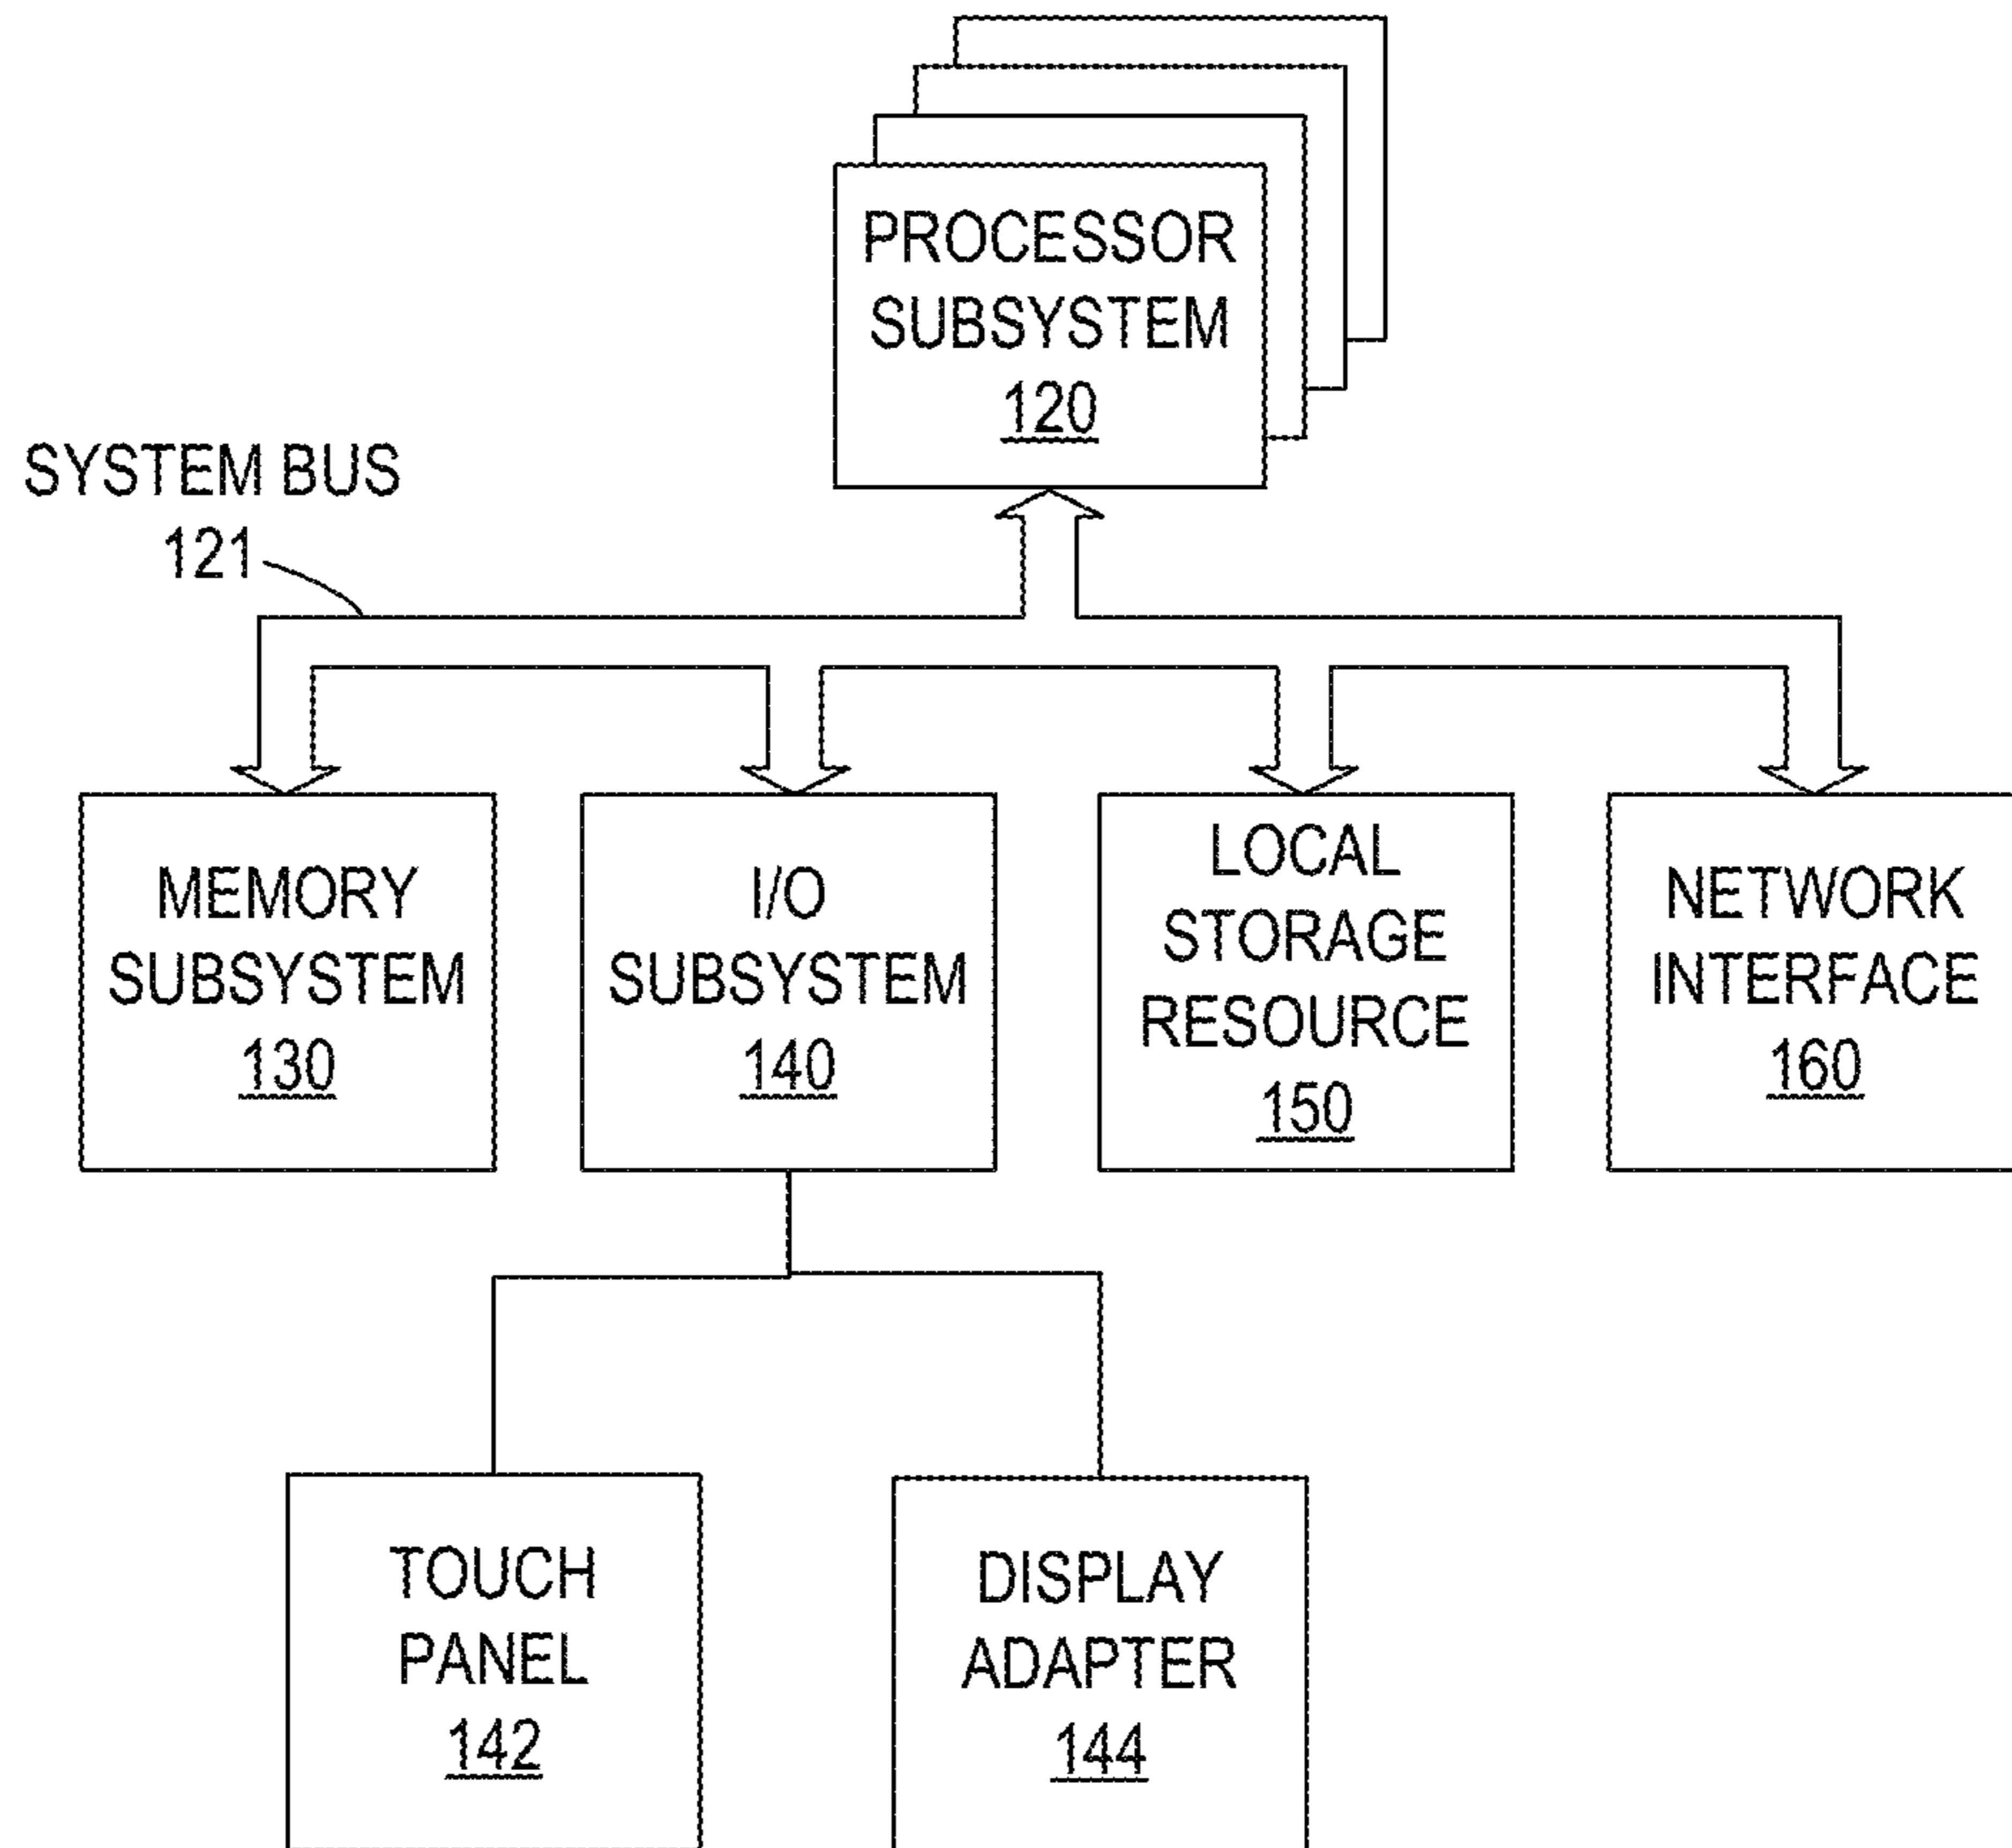 PROCESSOR
SUBSYSTEM
120
SYSTEM BUS
121
MEMORY
SUBSYSTEM
130
I/O
SUBSYSTEM
140
LOCAL
STORAGE
RESOURCE
150
NETWORK
INTERFACE
160
TOUCH
PANEL
142
DISPLAY
ADAPTER
144